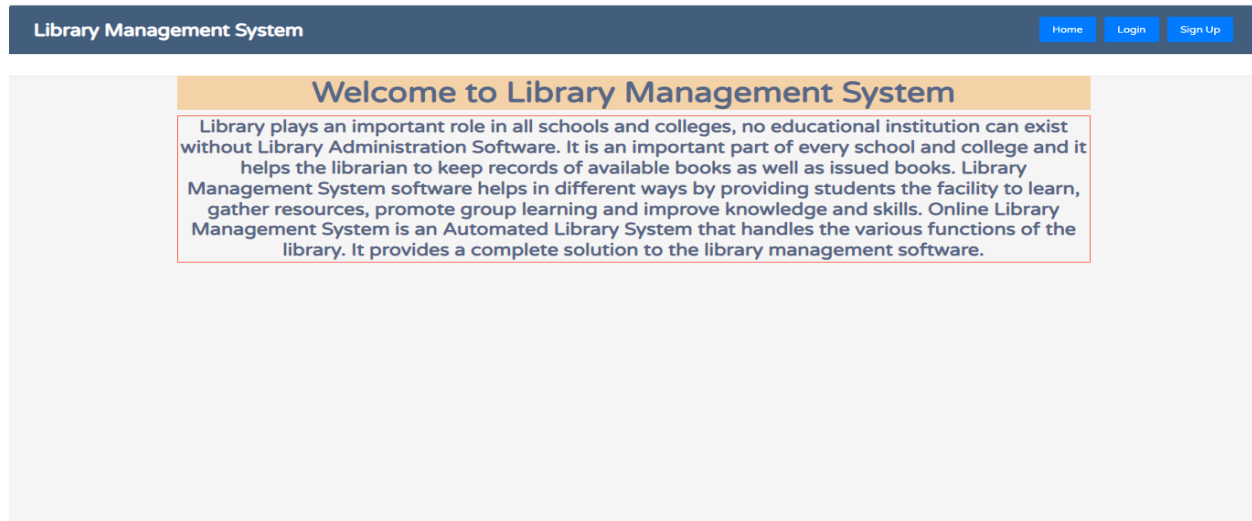 Library Management System
Home Login Sign Up
Welcome to Library Management System
Library plays an important role in all schools and colleges, no educational institution can exist
without Library Administration Software. It is an important part of every school and college and it
helps the librarian to keep records of available books as well as issued books. Library
Management System software helps in different ways by providing students the facility to learn,
gather resources, promote group learning and improve knowledge and skills. Online Library
Management System is an Automated Library System that handles the various functions of the
library. It provides a complete solution to the library management software.